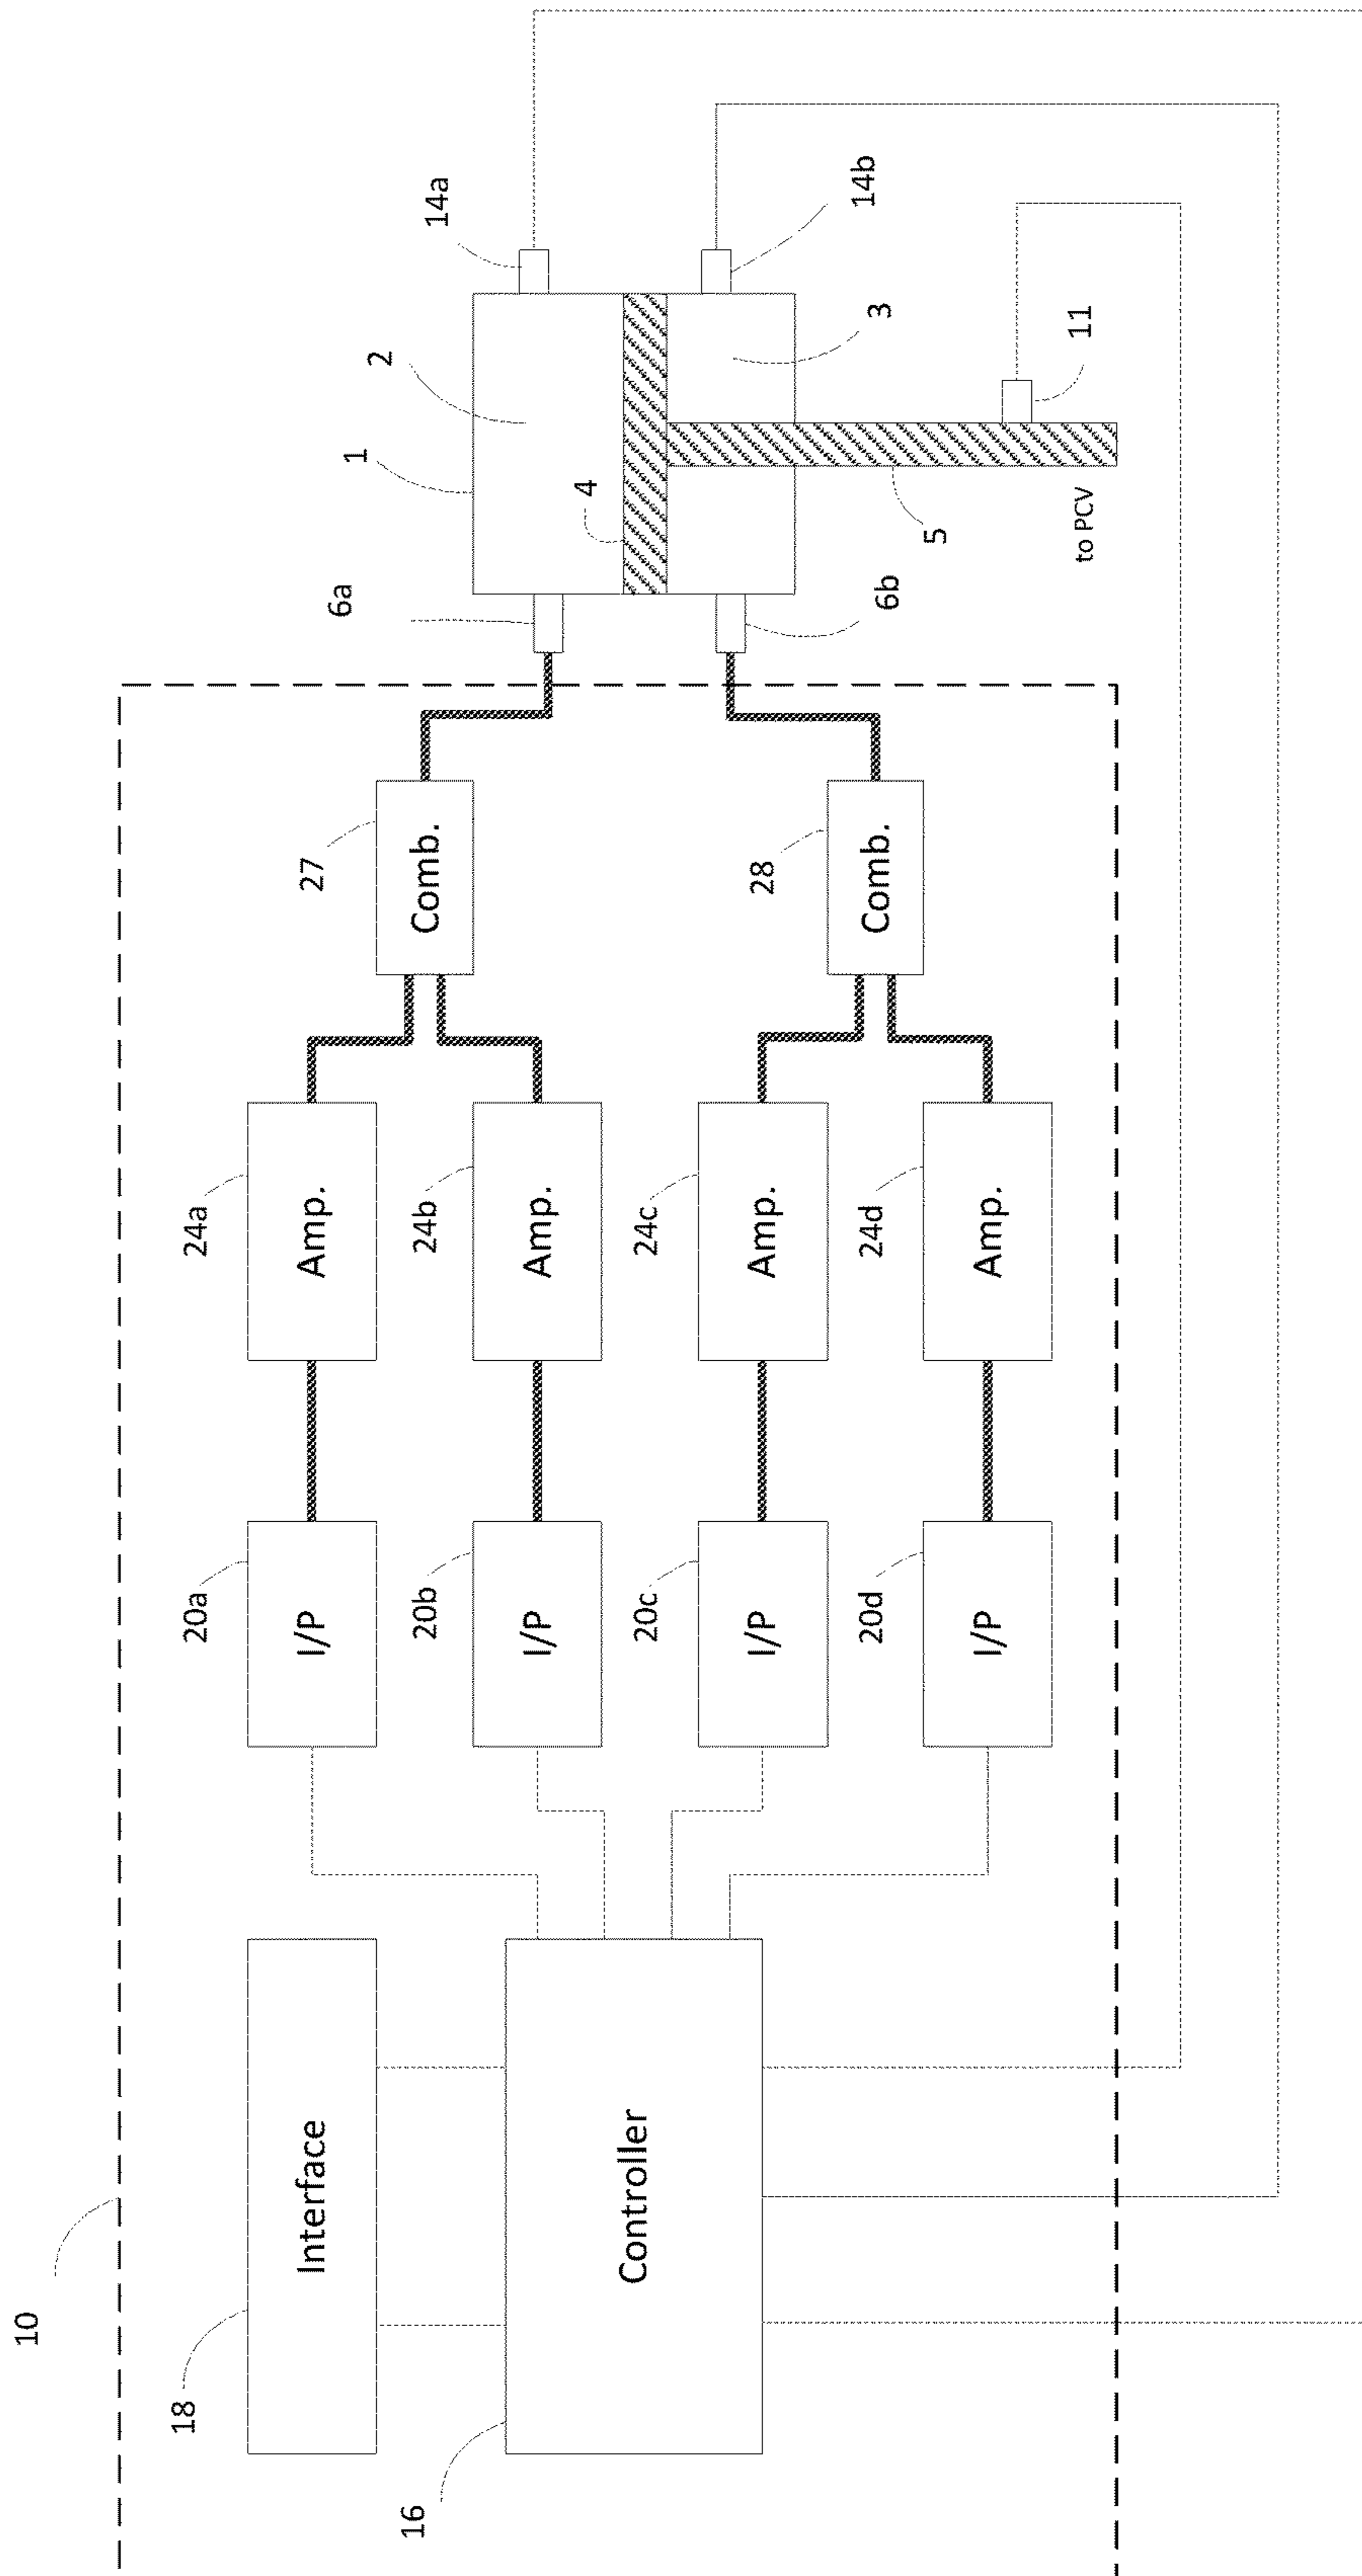 10
18
Interface
16
Controller
20a
I/P
20b
I/P
20c
I/P
20d
I/P
24a
Amp.
24b
Amp.
24c
Amp.
24d
Amp.
27
Comb.
28
Comb.
6a
6b
1
2
4
3
5
to PCV
14a
14b
11